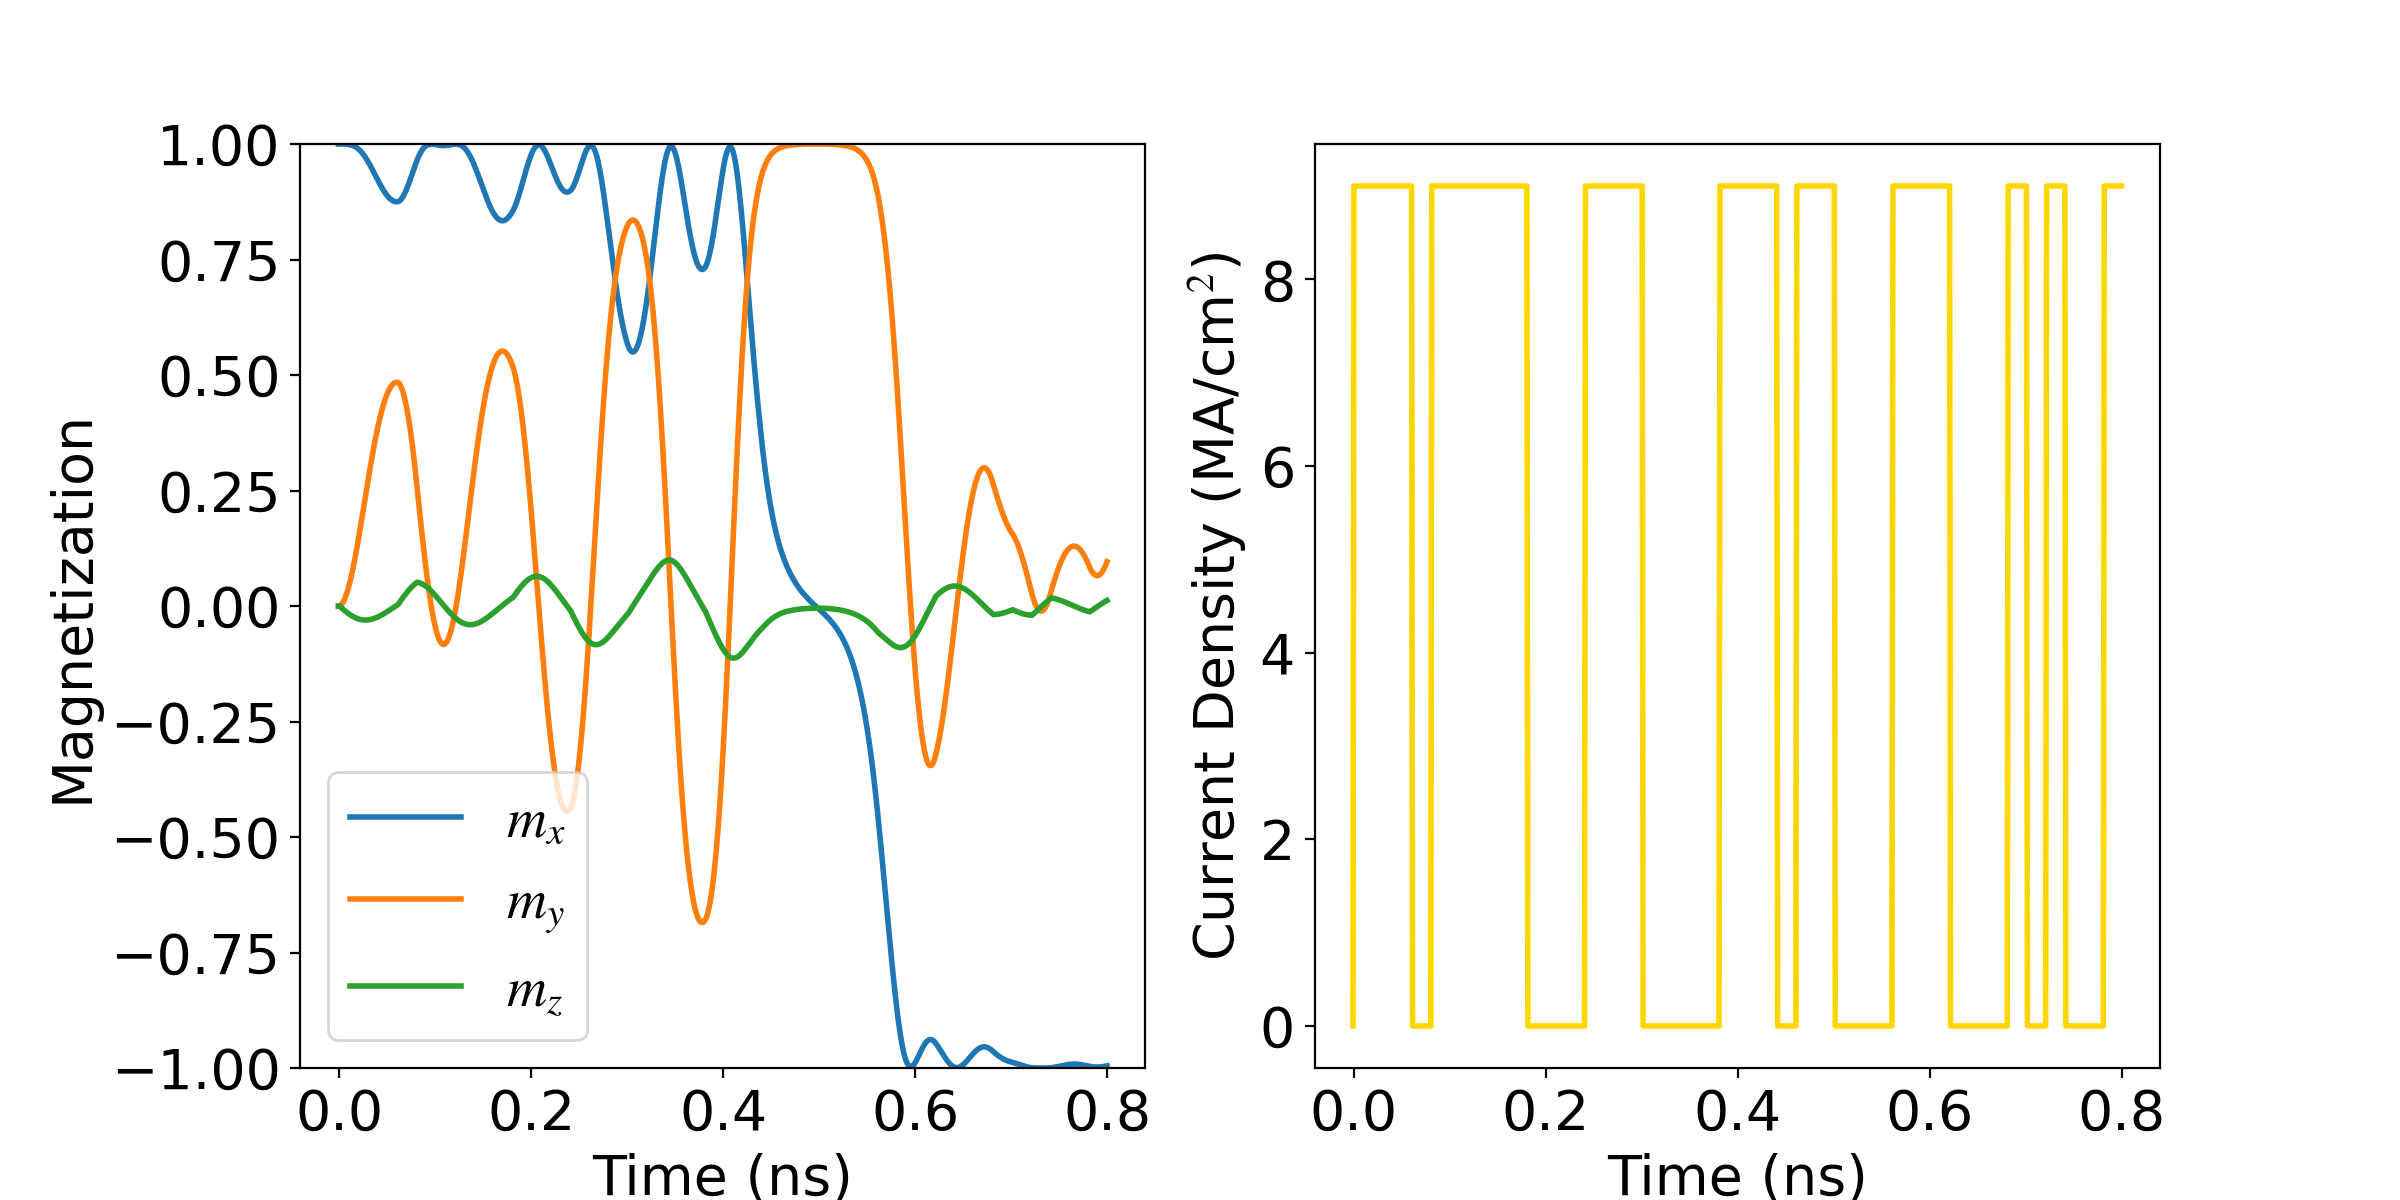 Magnetization
1.00
0.75
0.50
0.25
0.00
−0.25
−0.50
−0.75
−1.00
m_x
m_y
m_z
0.0 0.2 0.4 0.6 0.8
Time (ns)
Current Density (MA/cm²)
8
6
4
2
0
0.0 0.2 0.4 0.6 0.8
Time (ns)